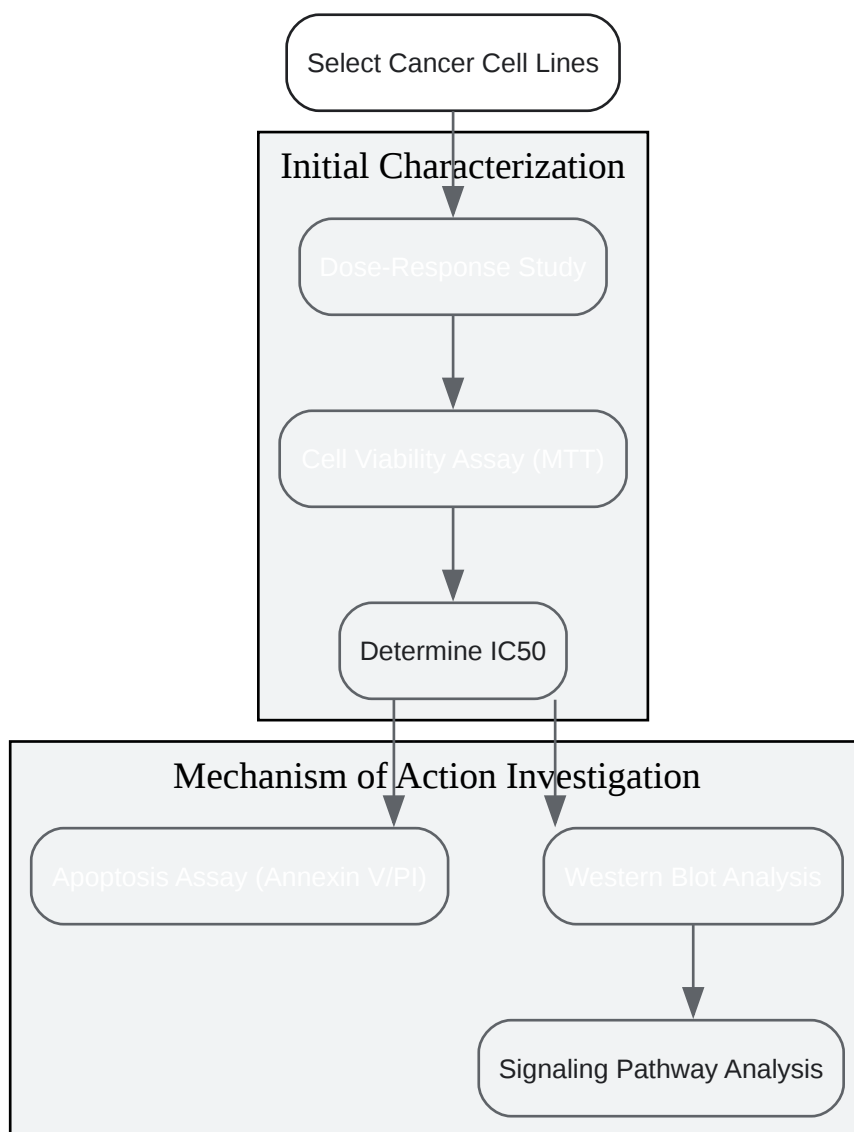 Select Cancer Cell Lines
Initial Characterization
Dose-Response Study
Cell Viability Assay (MTT)
Determine IC50
Mechanism of Action Investigation
Apoptosis Assay (Annexin V/PI)
Western Blot Analysis
Signaling Pathway Analysis